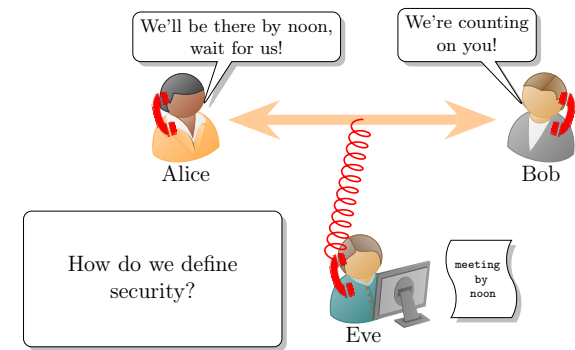 We'll be there by noon,
wait for us!
We're counting
on you!
Alice
Bob
How do we define
security?
meeting
by
noon
Eve